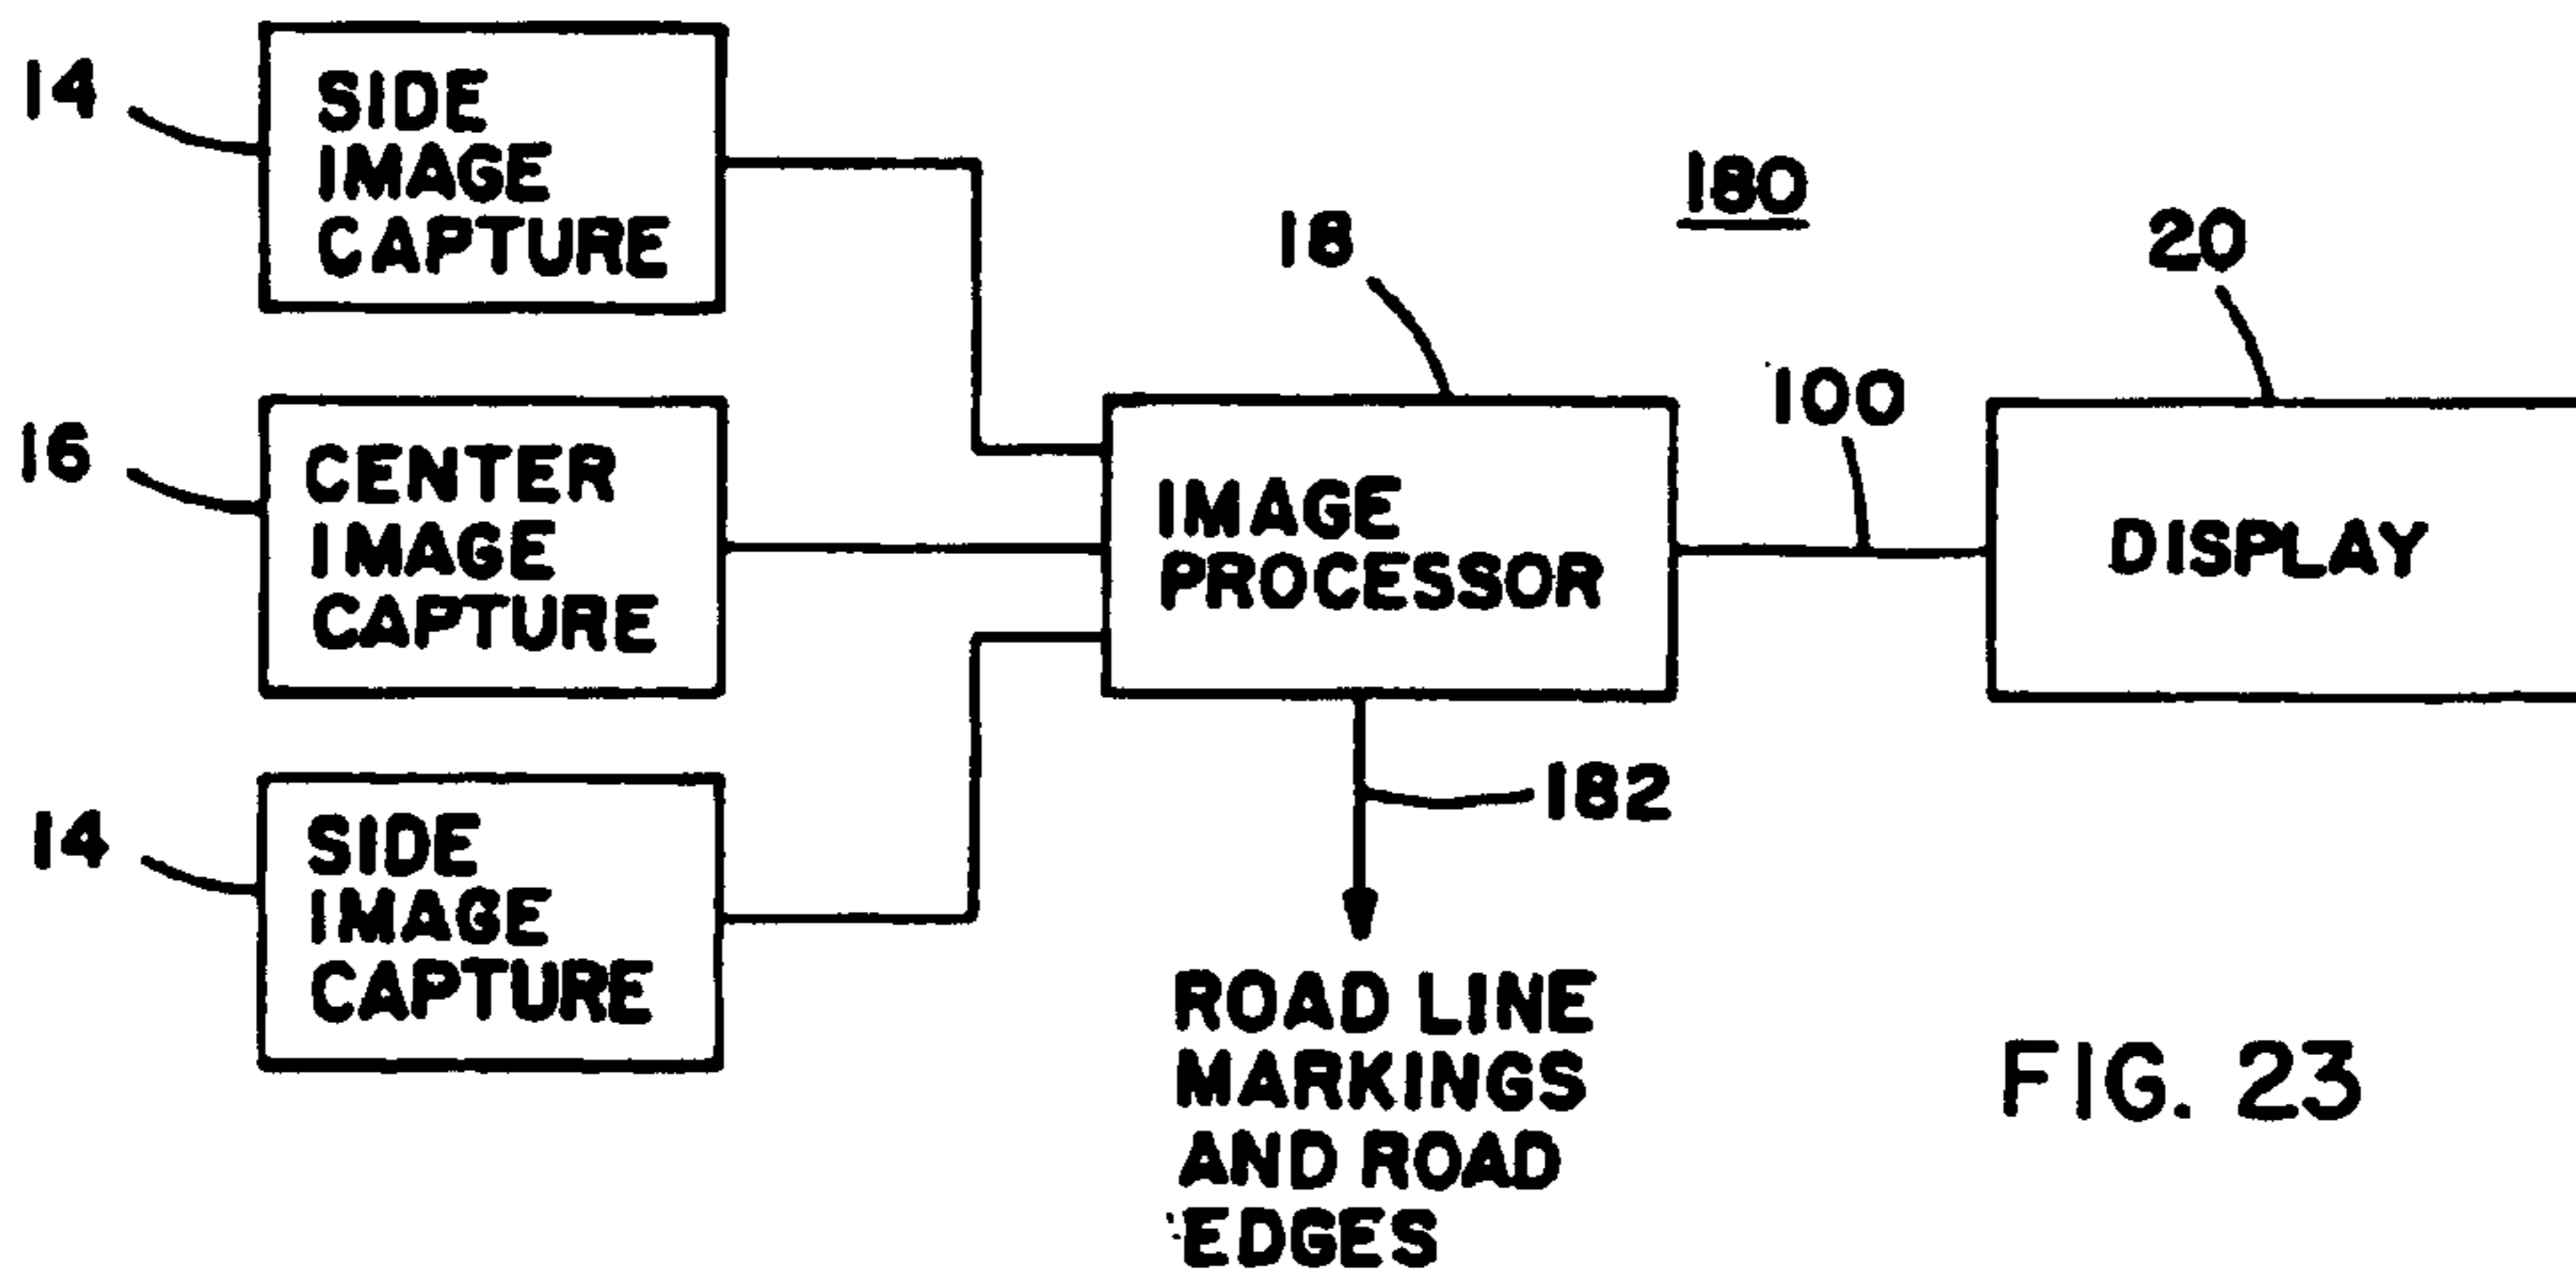 14
SIDE
IMAGE
CAPTURE
16
CENTER
IMAGE
CAPTURE
14
SIDE
IMAGE
CAPTURE
18
IMAGE
PROCESSOR
180
100
20
DISPLAY
182
ROAD LINE
MARKINGS
AND ROAD
EDGES
FIG. 23